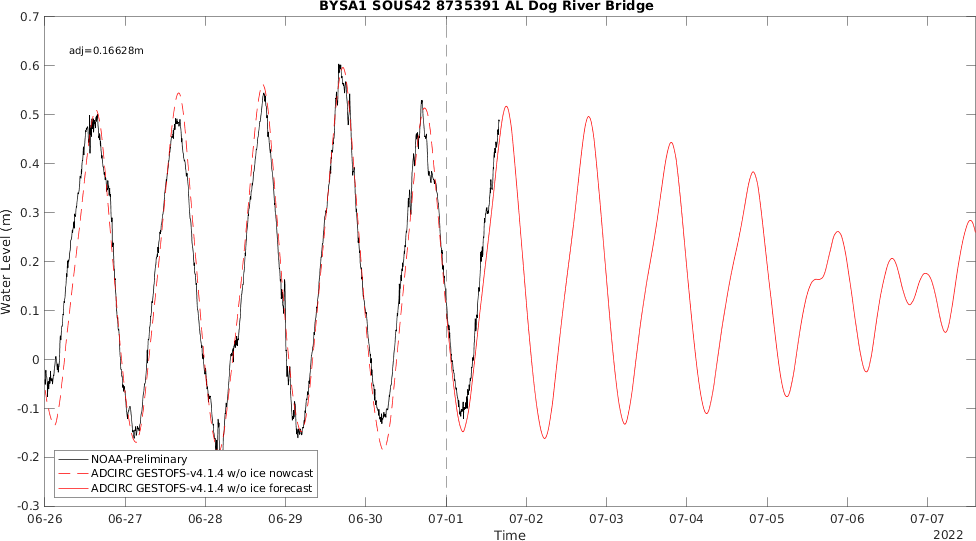 BYSA1 SOUS42 8735391 AL Dog River Bridge
adj=0.16628m
0.7
0.6
0.5
0.4
0.3
0.2
0.1
0
-0.1
-0.2
-0.3
Water Level (m)
NOAA-Preliminary
ADCIRC GESTOFS-v4.1.4 w/o ice nowcast
ADCIRC GESTOFS-v4.1.4 w/o ice forecast
06-26 06-27 06-28 06-29 06-30 07-01 07-02 07-03 07-04 07-05 07-06 07-07
Time
2022